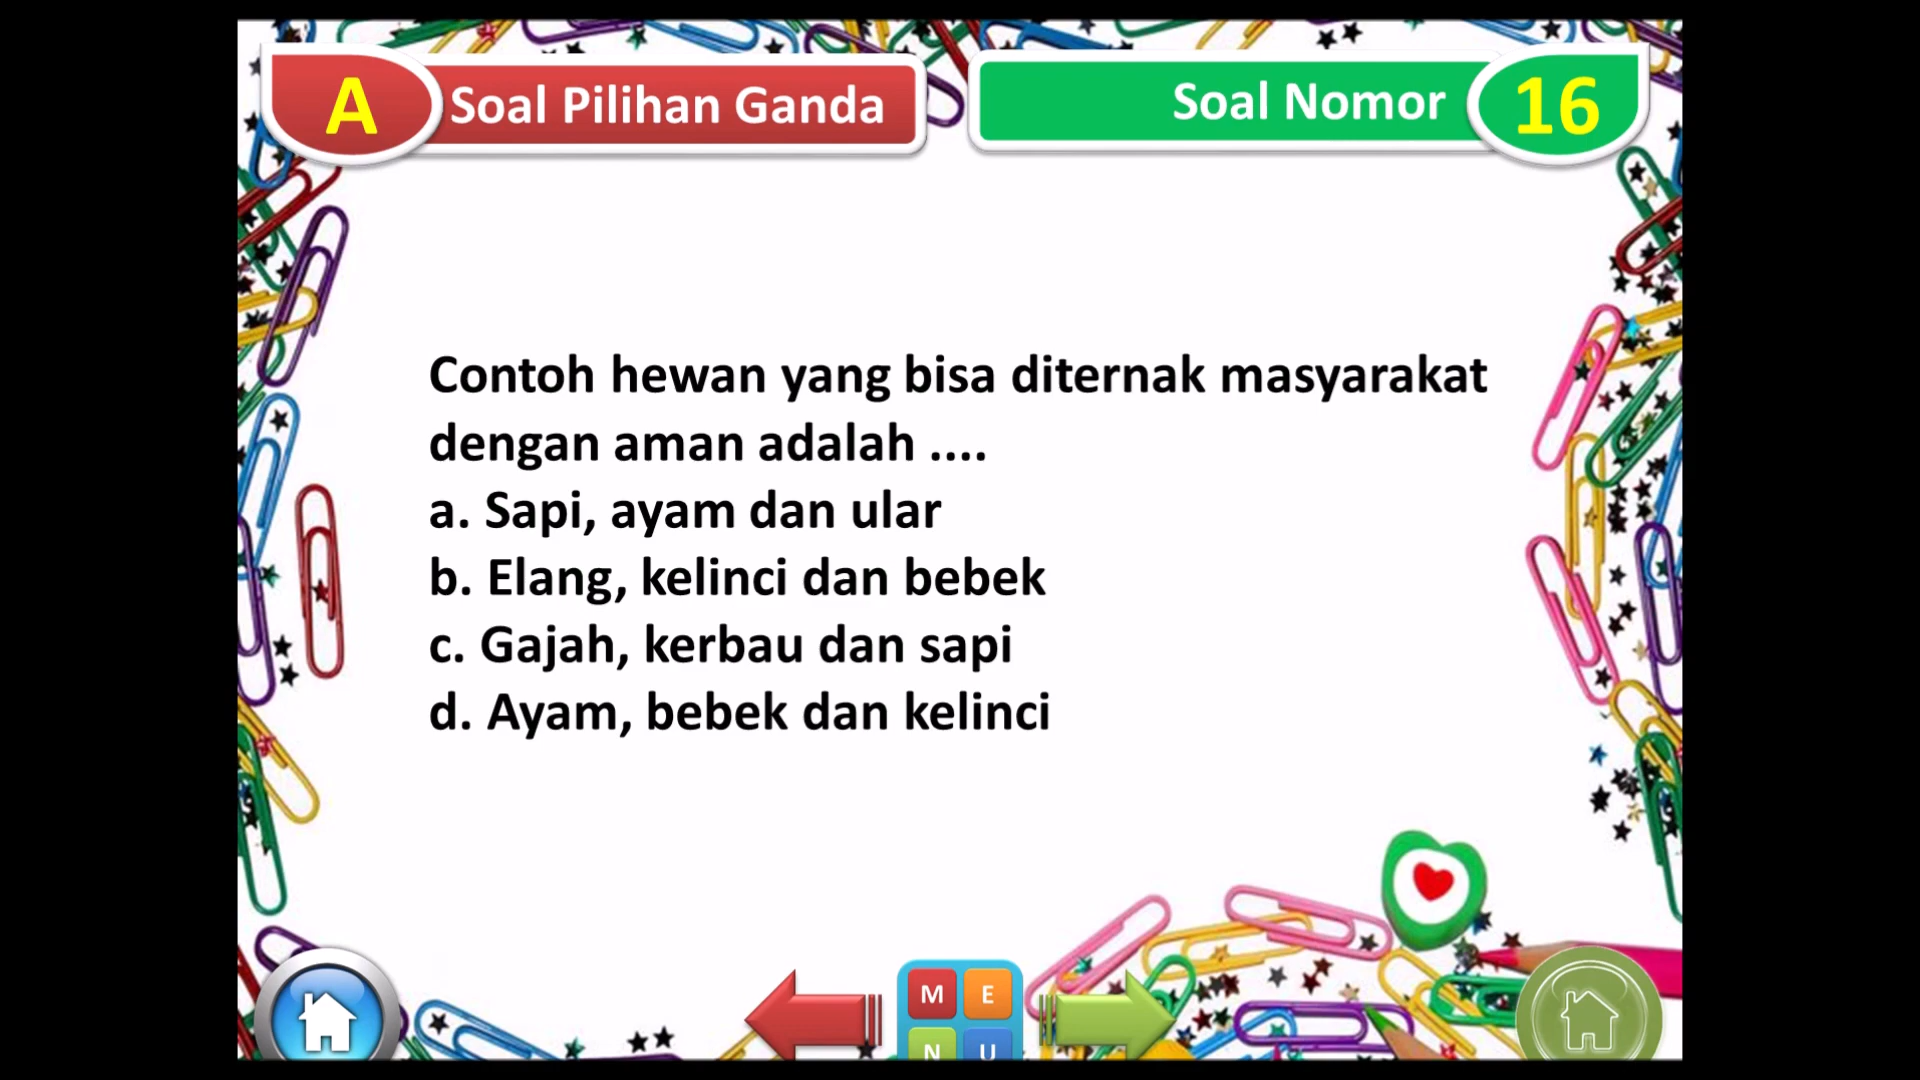 A
Soal Pilihan Ganda
Soal Nomor
16
Contoh hewan yang bisa diternak masyarakat
dengan aman adalah ....
a. Sapi, ayam dan ular
b. Elang, kelinci dan bebek
c. Gajah, kerbau dan sapi
d. Ayam, bebek dan kelinci
M E
N U